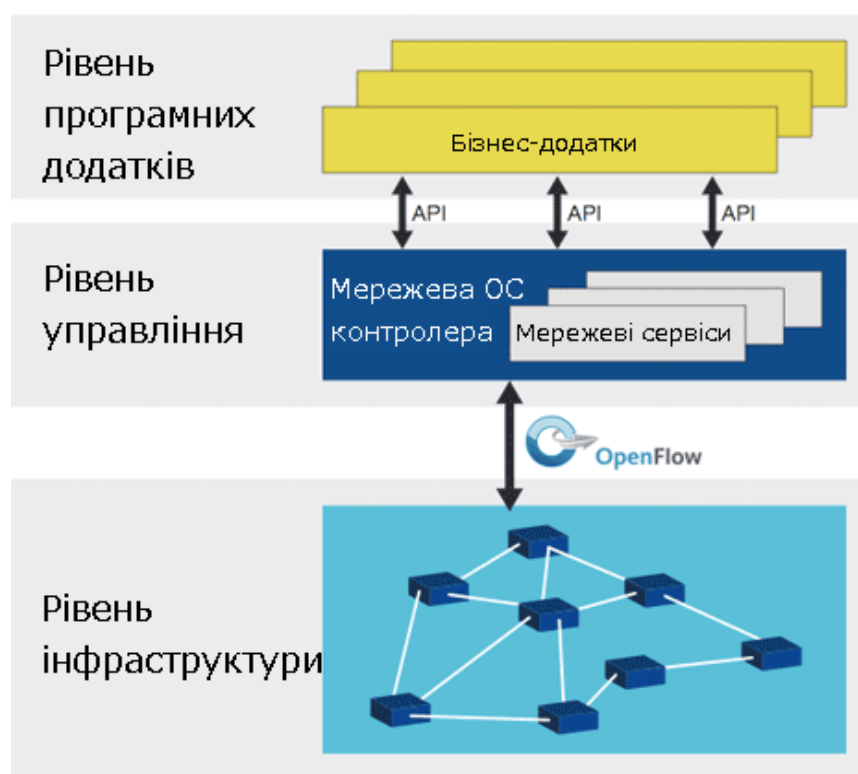 Рівень
програмних
додатків
Бізнес-додатки
API
API
API
Рівень
управління
Мережева ОС
контролера
Мережеві сервіси
OpenFlow
Рівень
інфраструктури